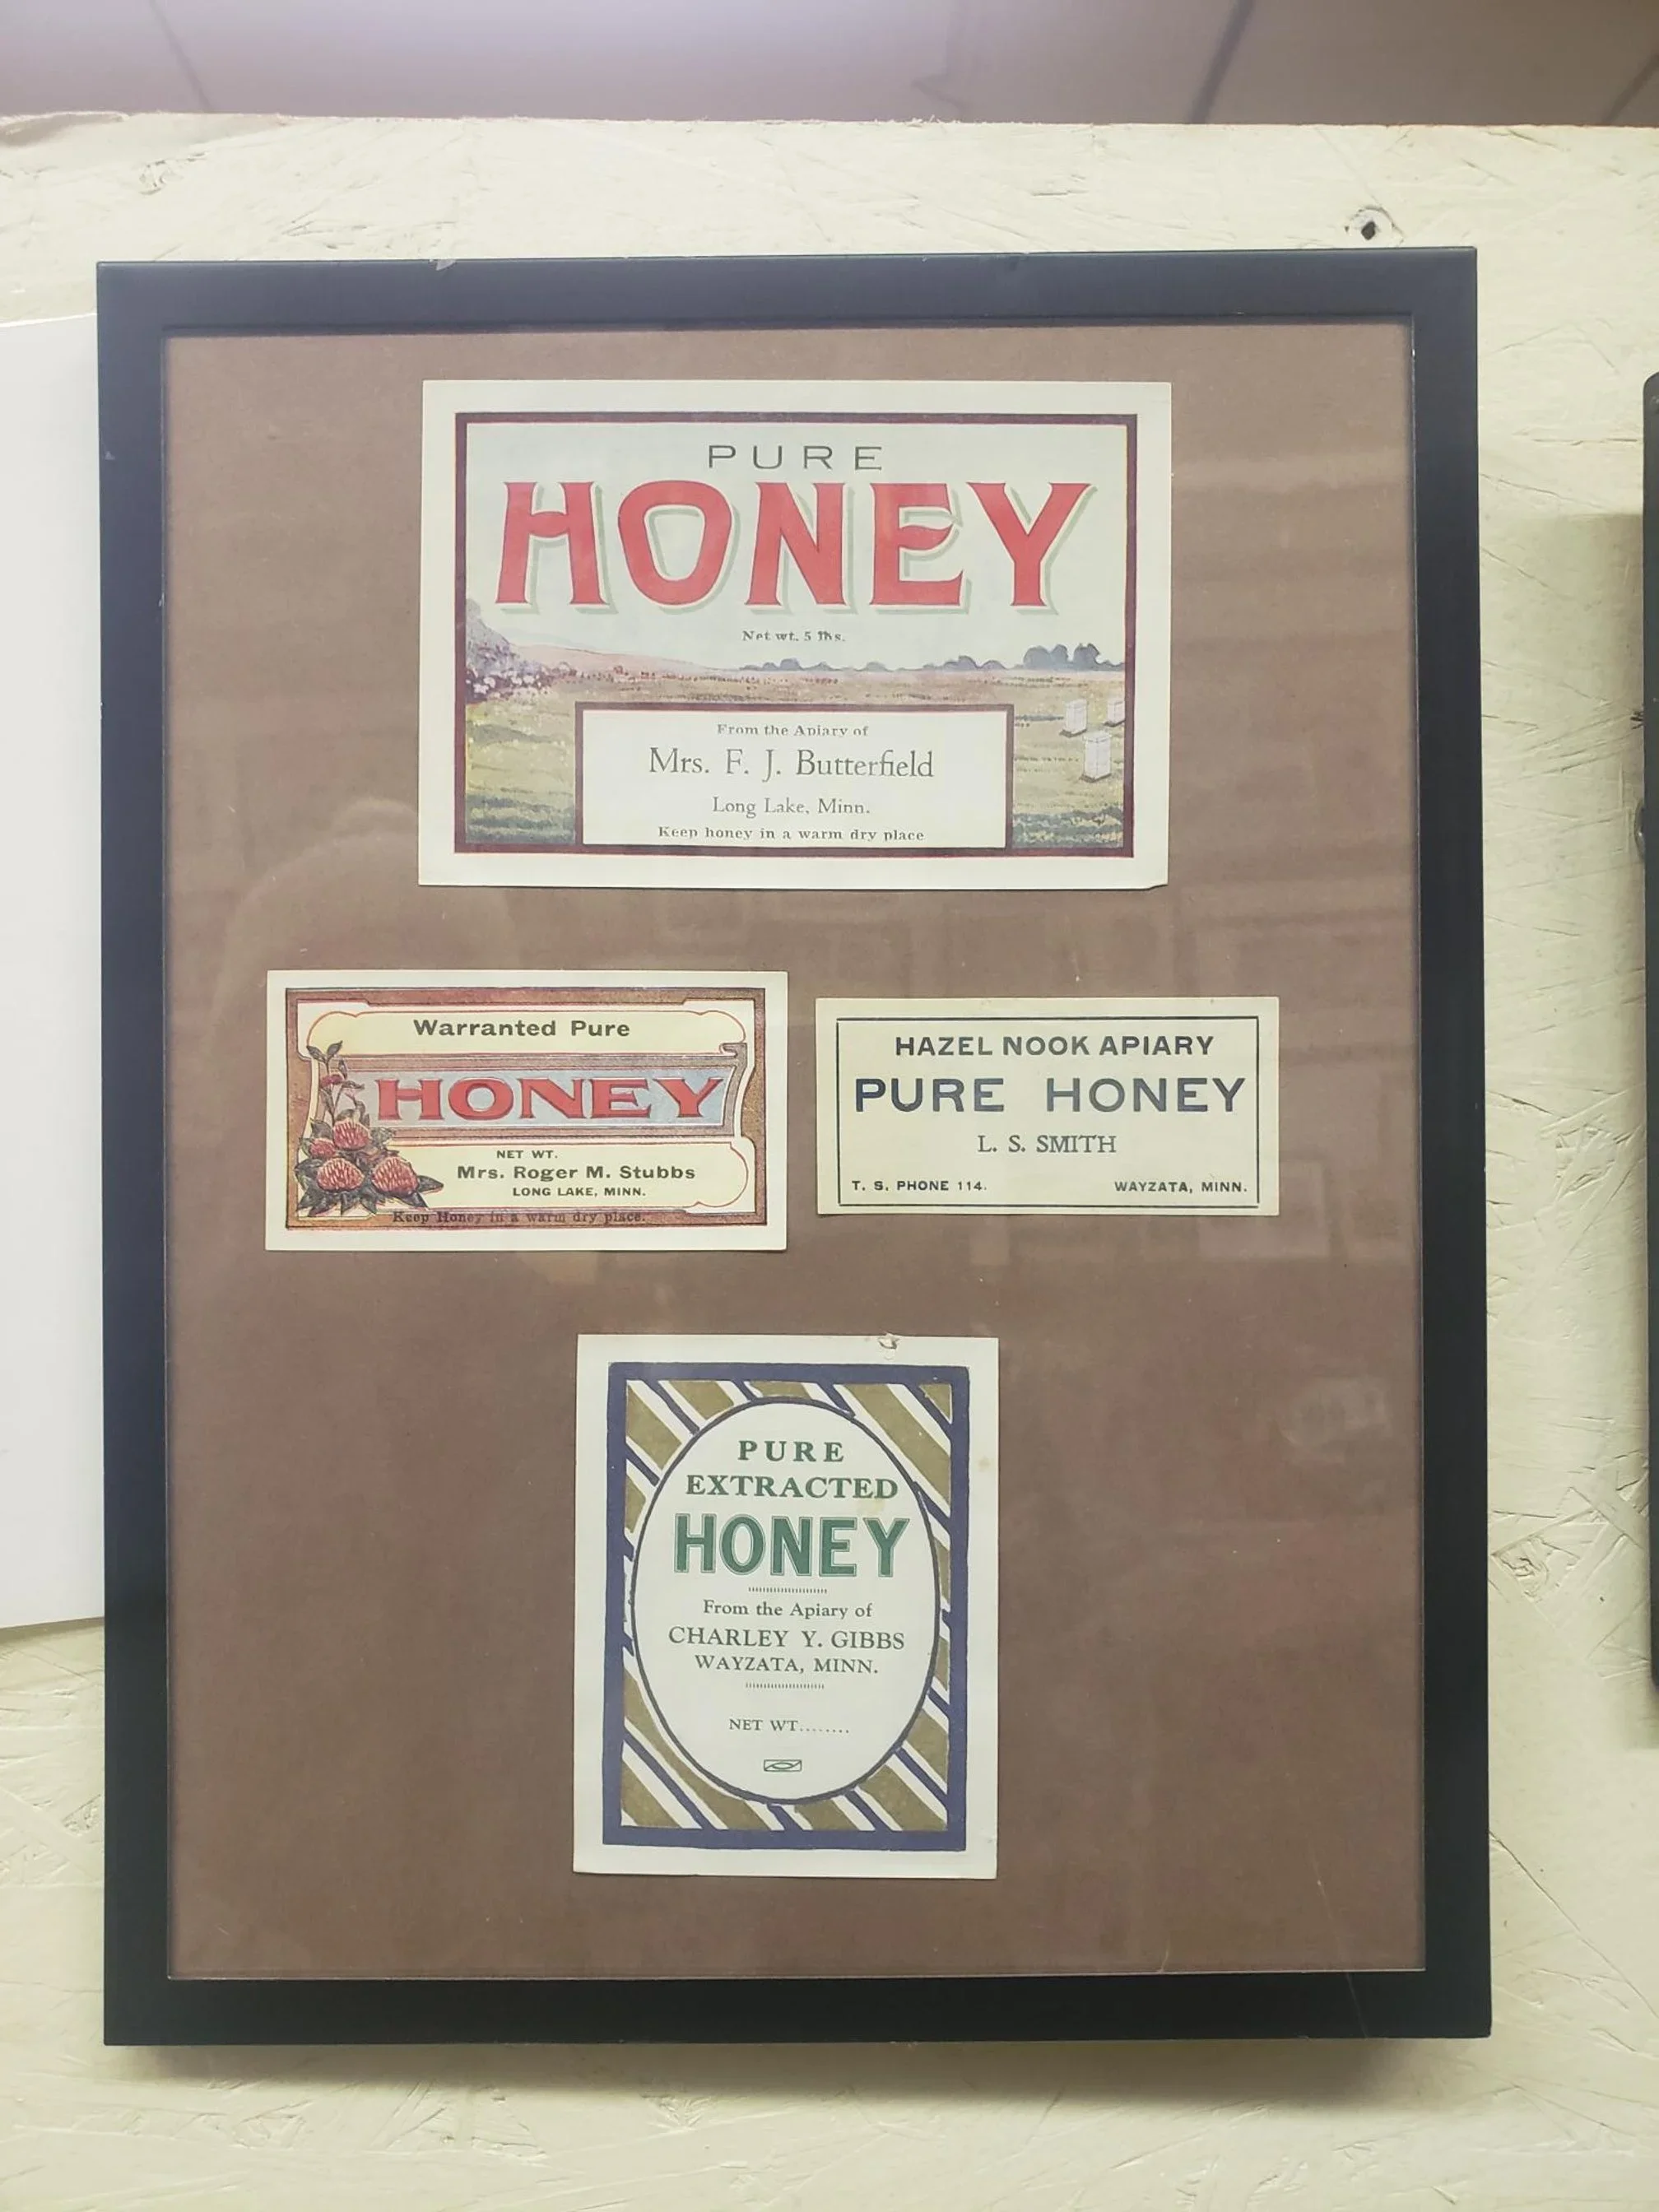 PURE
HONEY
Net wt. 5 lbs.
From the Apiary of
Mrs. F. J. Butterfield
Long Lake, Minn.
Keep honey in a warm dry place
Warranted Pure
HONEY
NET WT.
Mrs. Roger M. Stubbs
LONG LAKE, MINN.
Keep Honey in a warm dry place.
HAZEL NOOK APIARY
PURE HONEY
L. S. SMITH
T. S. PHONE 114. WAYZATA, MINN.
PURE
EXTRACTED
HONEY
From the Apiary of
CHARLEY Y. GIBBS
WAYZATA, MINN.
NET WT........